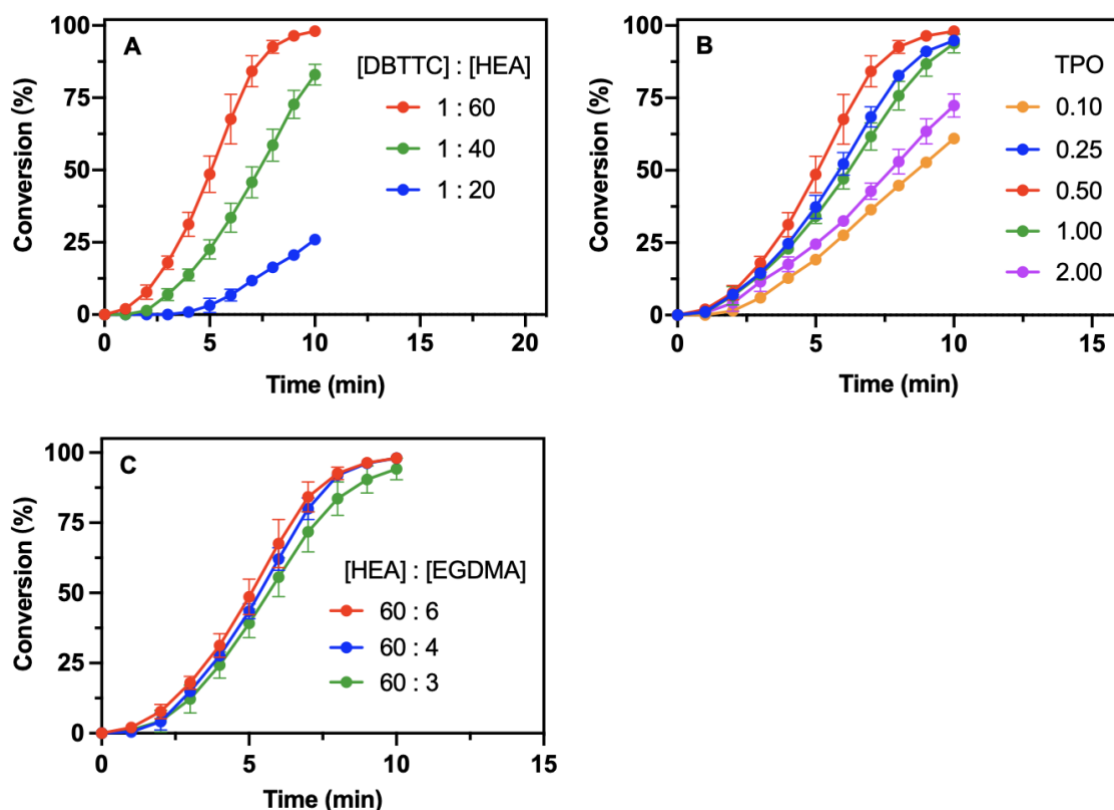 A
[DBTTC] : [HEA]
1 : 60
1 : 40
1 : 20
Conversion (%)
100
75
50
25
0
0 5 10 15 20
Time (min)
B
TPO
0.10
0.25
0.50
1.00
2.00
Conversion (%)
100
75
50
25
0
0 5 10 15
Time (min)
C
[HEA] : [EGDMA]
60 : 6
60 : 4
60 : 3
Conversion (%)
100
75
50
25
0
0 5 10 15
Time (min)